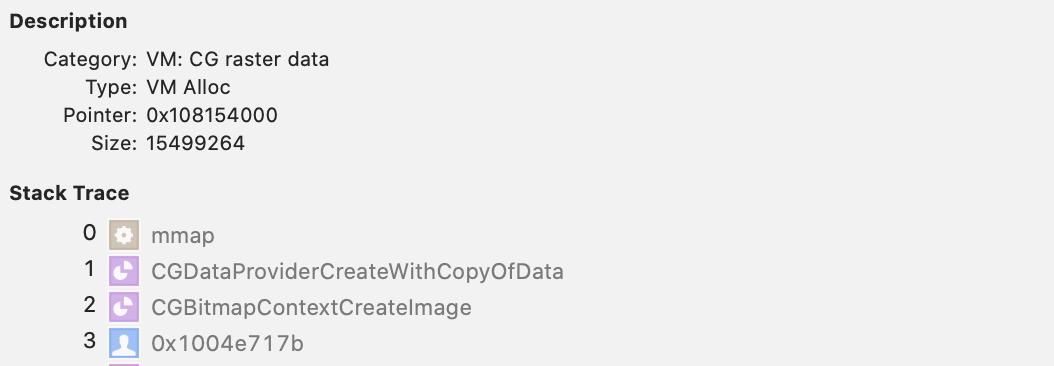 Description
Category: VM: CG raster data
Type: VM Alloc
Pointer: 0x108154000
Size: 15499264
Stack Trace
0 mmap
1 CGDataProviderCreateWithCopyOfData
2 CGBitmapContextCreateImage
3 0x1004e717b